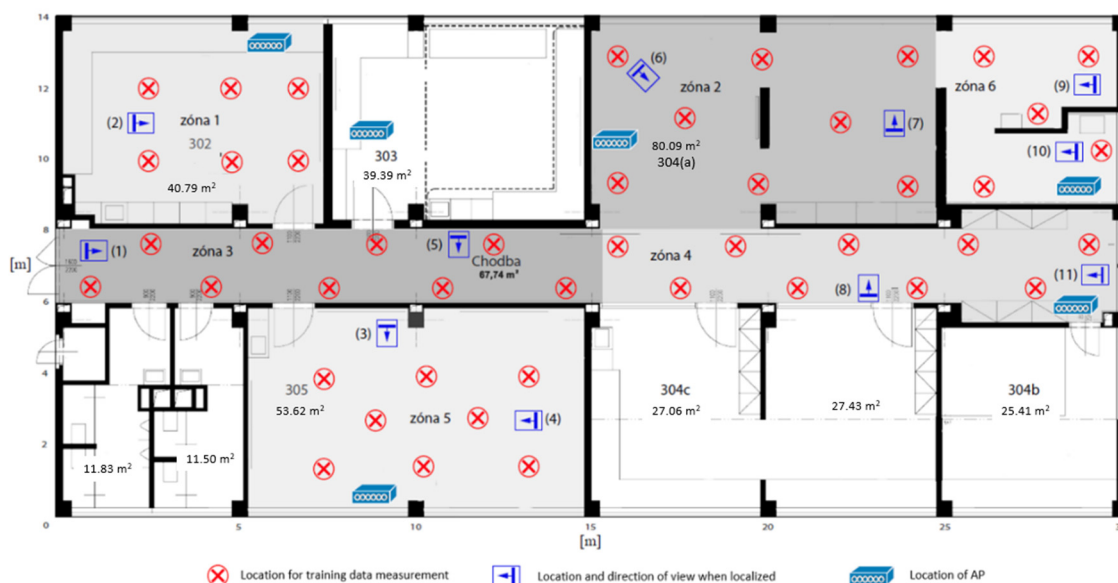 14
12
10
8
[m]
6
4
2
0
5
10
15
20
25
[m]
(2)
zóna 1
302
40.79 m²
303
39.39 m²
(6)
zóna 2
80.09 m²
304(a)
(7)
zóna 6
(9)
(10)
(1)
zóna 3
(5)
Chodba
67,74 m²
zóna 4
(8)
(11)
(3)
305
53.62 m²
zóna 5
(4)
11.83 m²
11.50 m²
304c
27.06 m²
27.43 m²
304b
25.41 m²
Location for training data measurement
Location and direction of view when localized
Location of AP